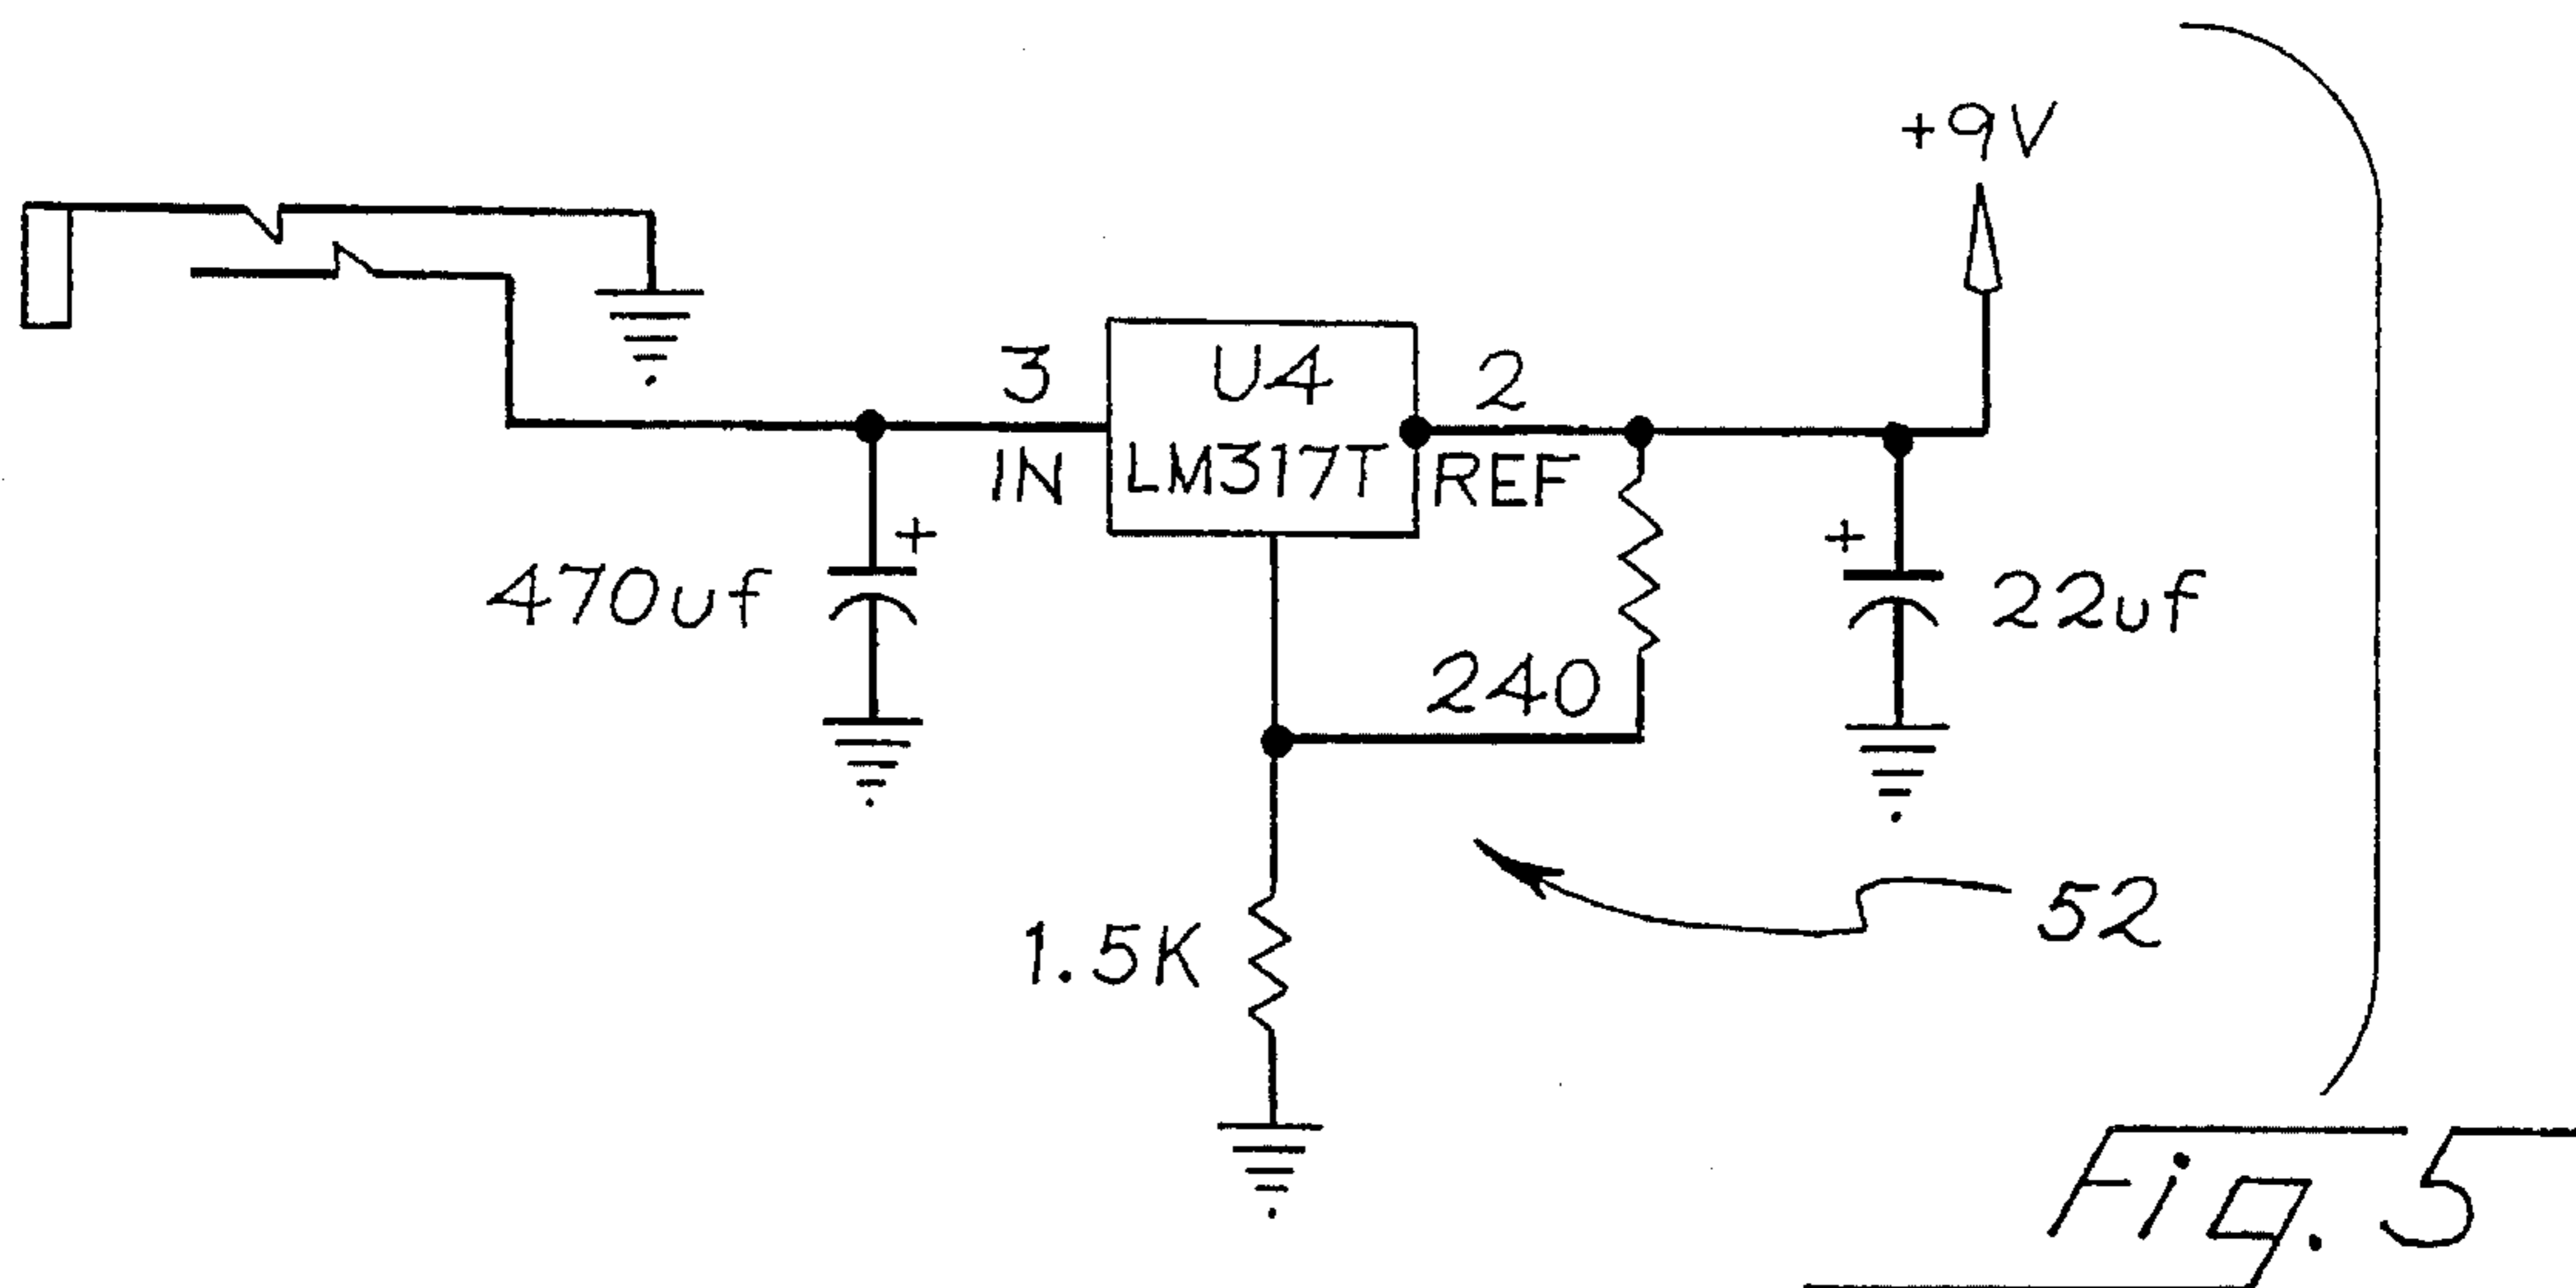 +9V
3
U4
2
IN
LM317T
REF
+
+
470uf
22uf
240
52
1.5K
Fig. 5